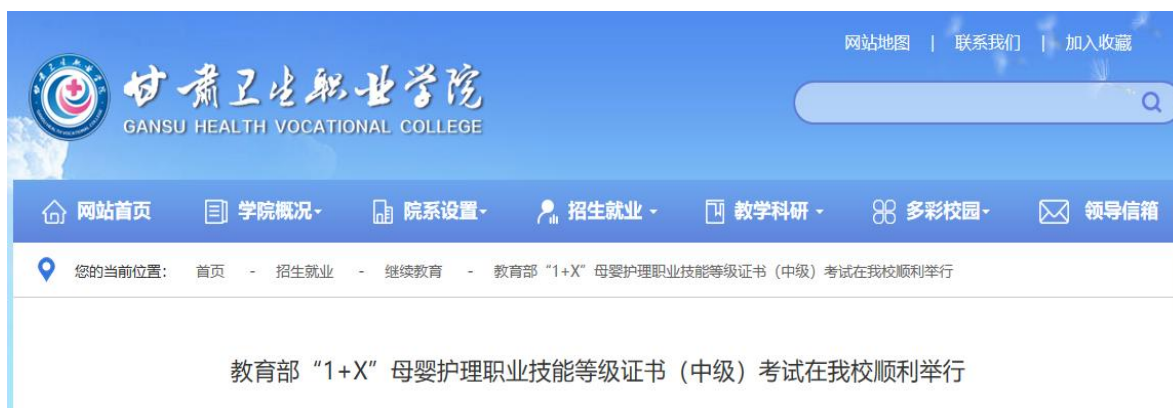 网站地图 | 联系我们 | 加入收藏
甘肃卫生职业学院
GANSU HEALTH VOCATIONAL COLLEGE
网站首页 学院概况 院系设置 招生就业 教学科研 多彩校园 领导信箱
您的当前位置： 首页 - 招生就业 - 继续教育 - 教育部“1+X”母婴护理职业技能等级证书（中级）考试在我校顺利举行
教育部“1+X”母婴护理职业技能等级证书（中级）考试在我校顺利举行